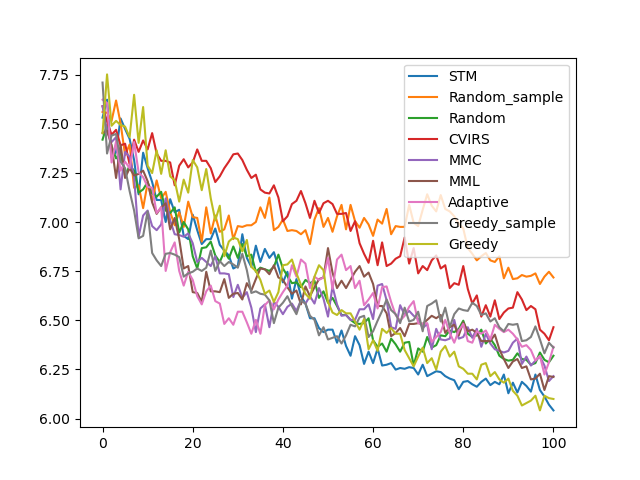 7.75
7.50
7.25
7.00
6.75
6.50
6.25
6.00
0
20
40
60
80
100
STM
Random_sample
Random
CVIRS
MMC
MML
Adaptive
Greedy_sample
Greedy